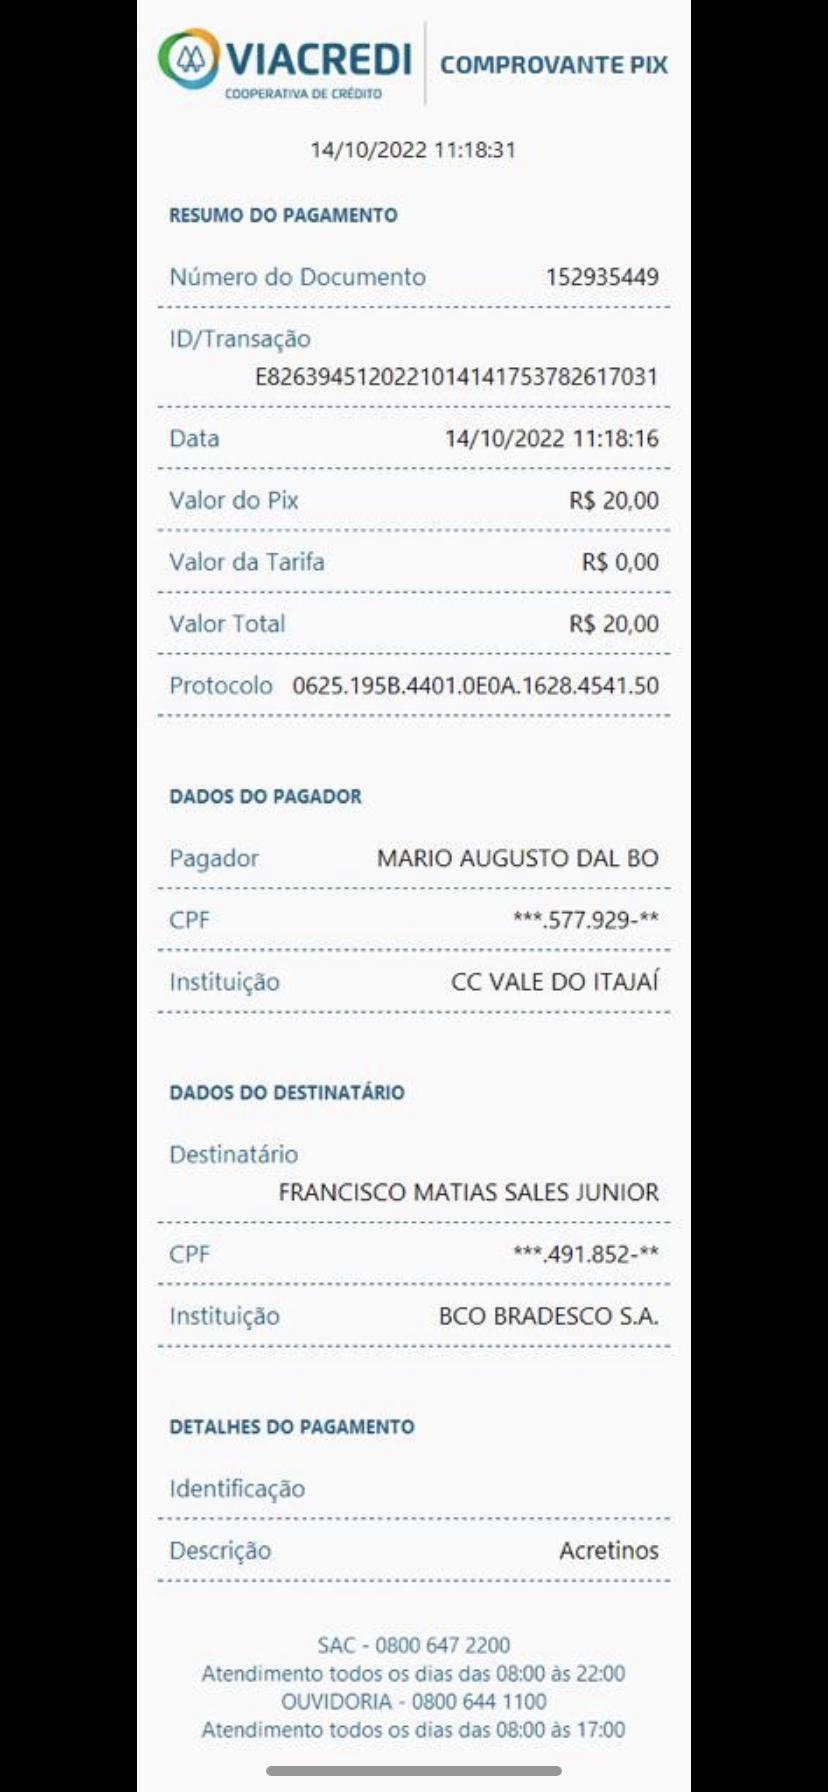 VIACREDI
COOPERATIVA DE CRÉDITO
COMPROVANTE PIX
14/10/2022 11:18:31
RESUMO DO PAGAMENTO
Número do Documento 152935449
ID/Transação
E8263945120221014141753782617031
Data 14/10/2022 11:18:16
Valor do Pix R$ 20,00
Valor da Tarifa R$ 0,00
Valor Total R$ 20,00
Protocolo 0625.195B.4401.0E0A.1628.4541.50
DADOS DO PAGADOR
Pagador MARIO AUGUSTO DAL BO
CPF ***.577.929-**
Instituição CC VALE DO ITAJAÍ
DADOS DO DESTINATÁRIO
Destinatário
FRANCISCO MATIAS SALES JUNIOR
CPF ***.491.852-**
Instituição BCO BRADESCO S.A.
DETALHES DO PAGAMENTO
Identificação
Descrição Acretinos
SAC - 0800 647 2200
Atendimento todos os dias das 08:00 às 22:00
OUVIDORIA - 0800 644 1100
Atendimento todos os dias das 08:00 às 17:00